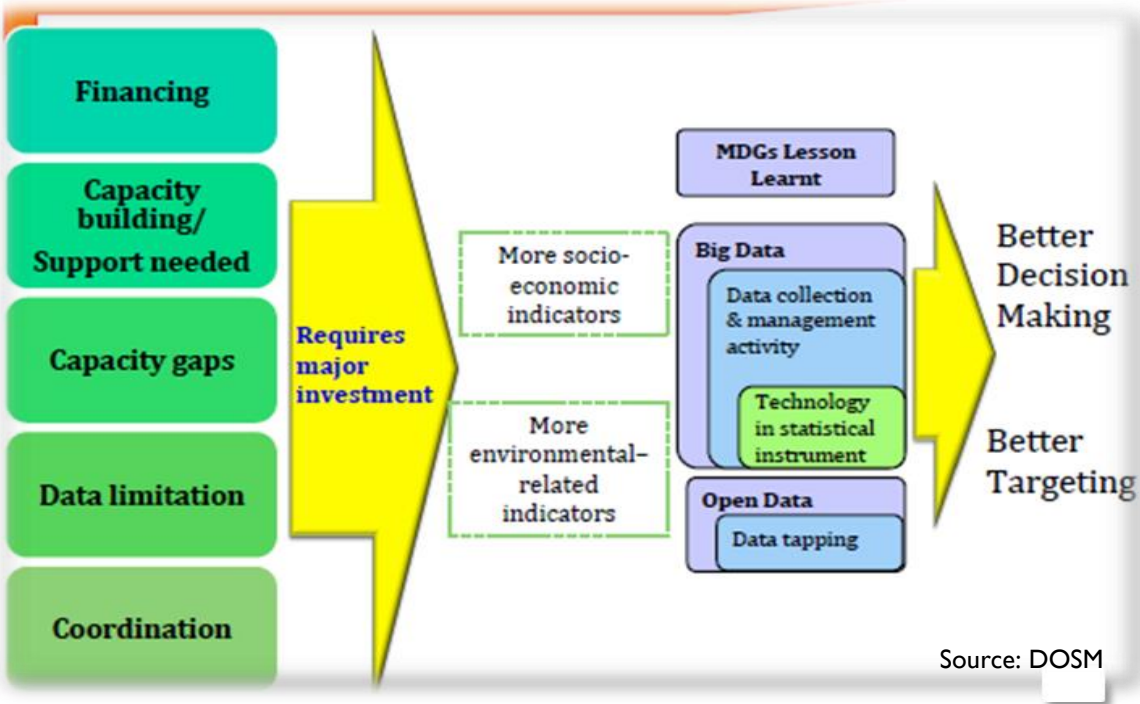 Financing
Capacity
building/
Support needed
Capacity gaps
Data limitation
Coordination
Requires
major
investment
More socio-
economic
indicators
More
environmental–
related
indicators
MDGs Lesson
Learnt
Big Data
Data collection
& management
activity
Technology
in statistical
instrument
Open Data
Data tapping
Better
Decision
Making
Better
Targeting
Source: DOSM